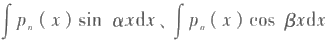 ∫pₙ(x)sin αxdx、∫pₙ(x)cos βxdx